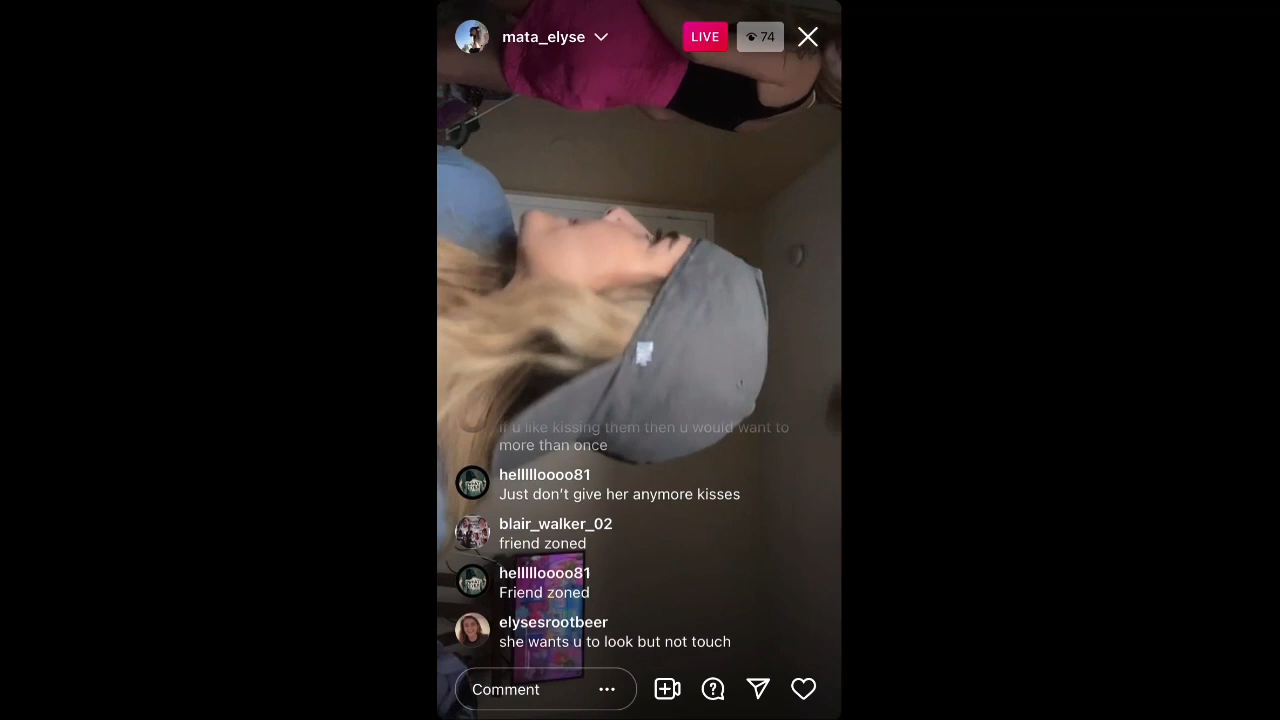 mata_elyse
LIVE
74
if u like kissing them then u would want to
more than once
hellllloooo81
Just don't give her anymore kisses
blair_walker_02
friend zoned
hellllloooo81
Friend zoned
elysesrootbeer
she wants u to look but not touch
Comment